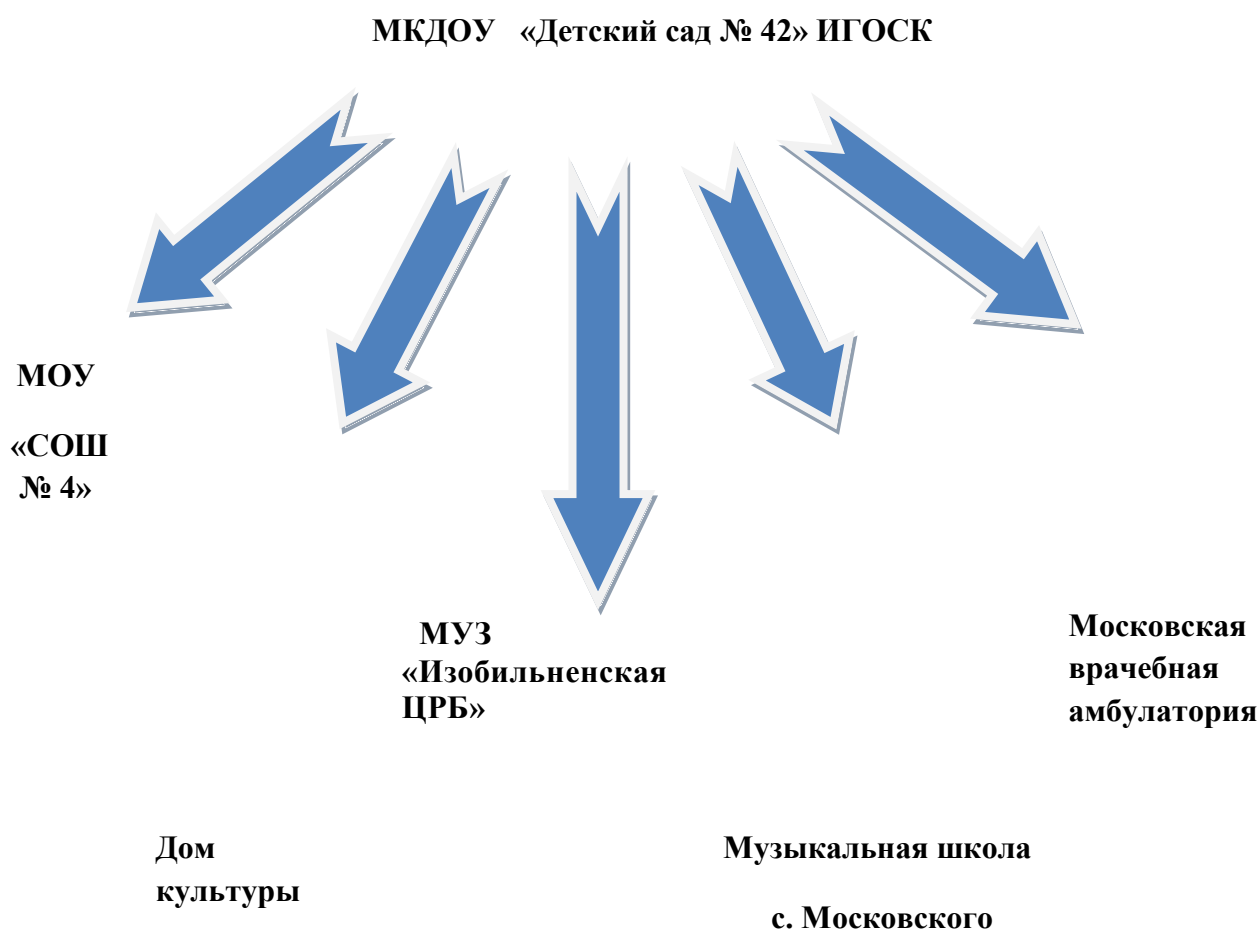 МКДОУ «Детский сад № 42» ИГОСК
МОУ
«СОШ
№ 4»
МУЗ
«Изобильненская
ЦРБ»
Московская
врачебная
амбулатория
Дом
культуры
Музыкальная школа
с. Московского